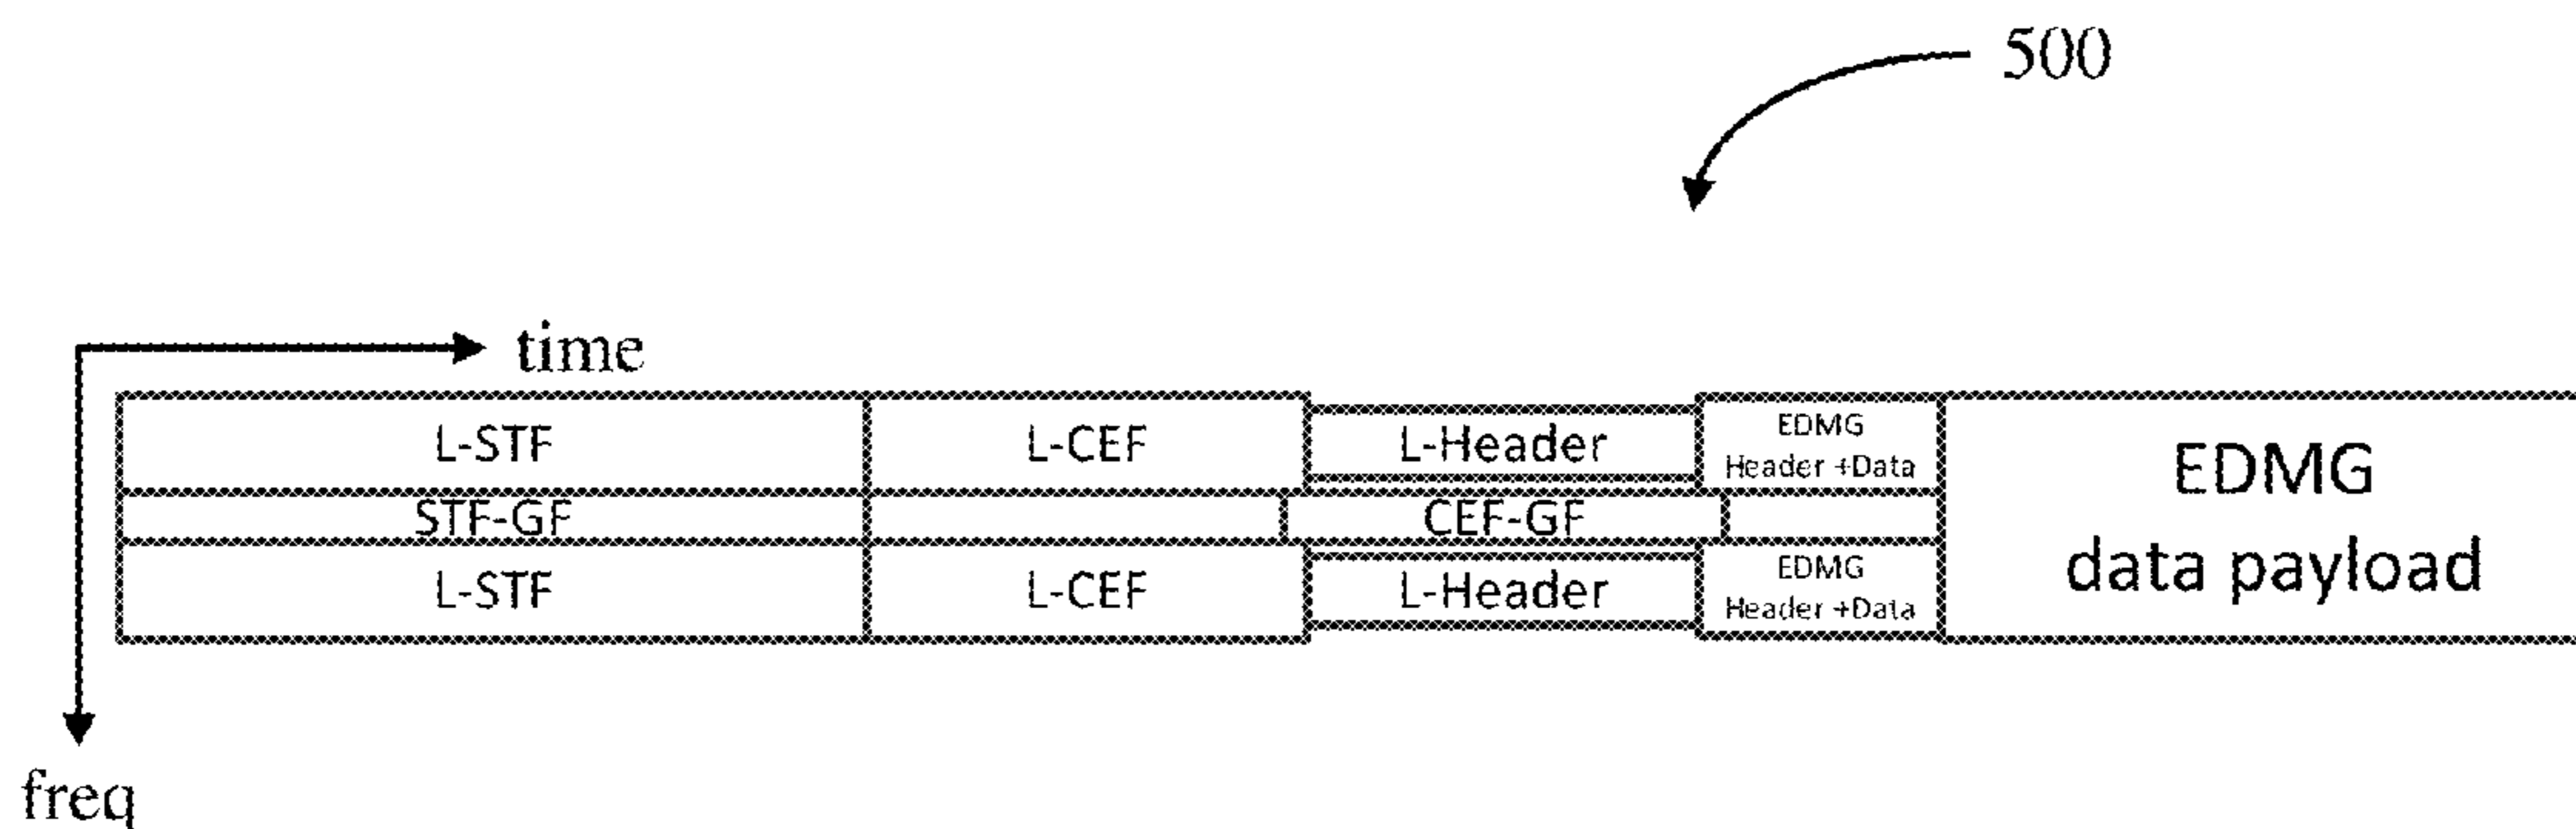 500
time
L-STF
L-CEF
L-Header
EDMG
Header +Data
EDMG
data payload
STF-GF
CEF-GF
L-STF
L-CEF
L-Header
EDMG
Header +Data
freq